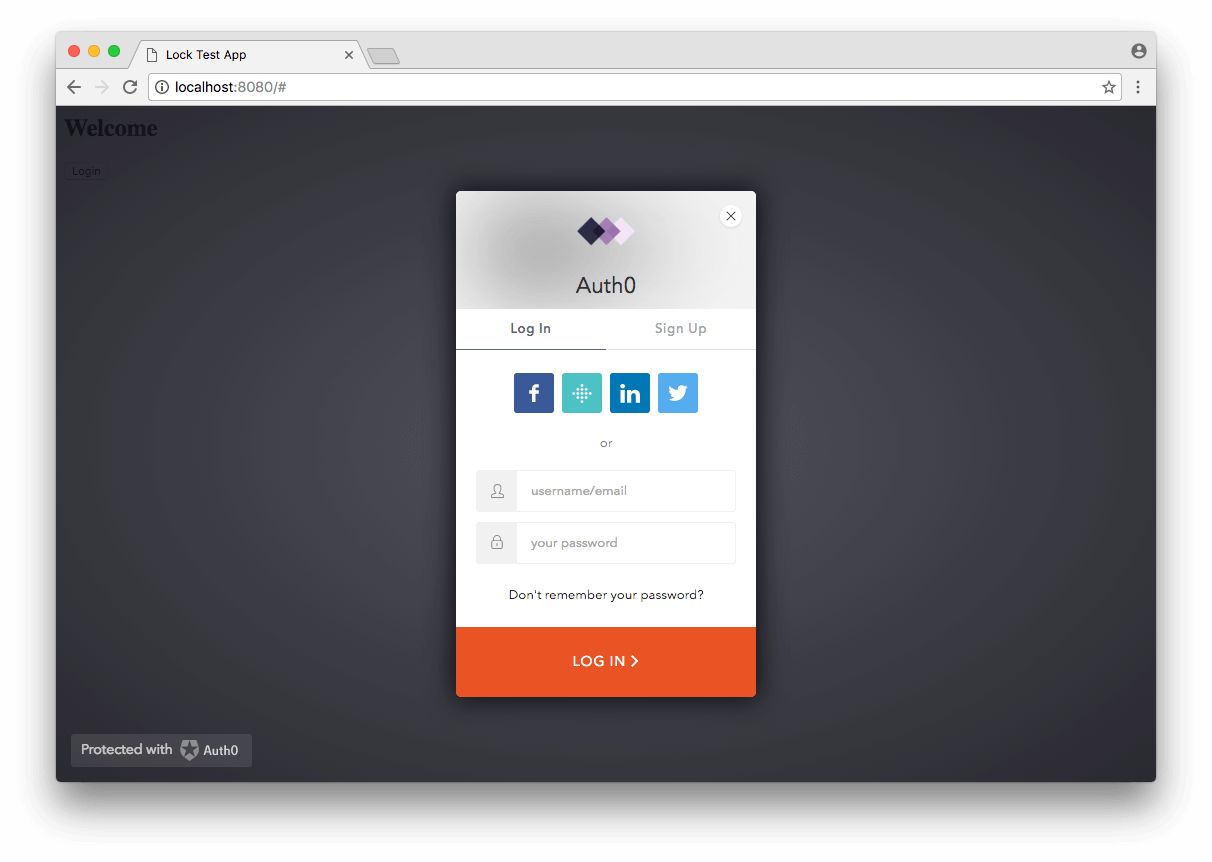 Lock Test App
localhost:8080/#
Welcome
Login
Auth0
Log In Sign Up
f in
or
username/email
your password
Don't remember your password?
LOG IN
Protected with Auth0